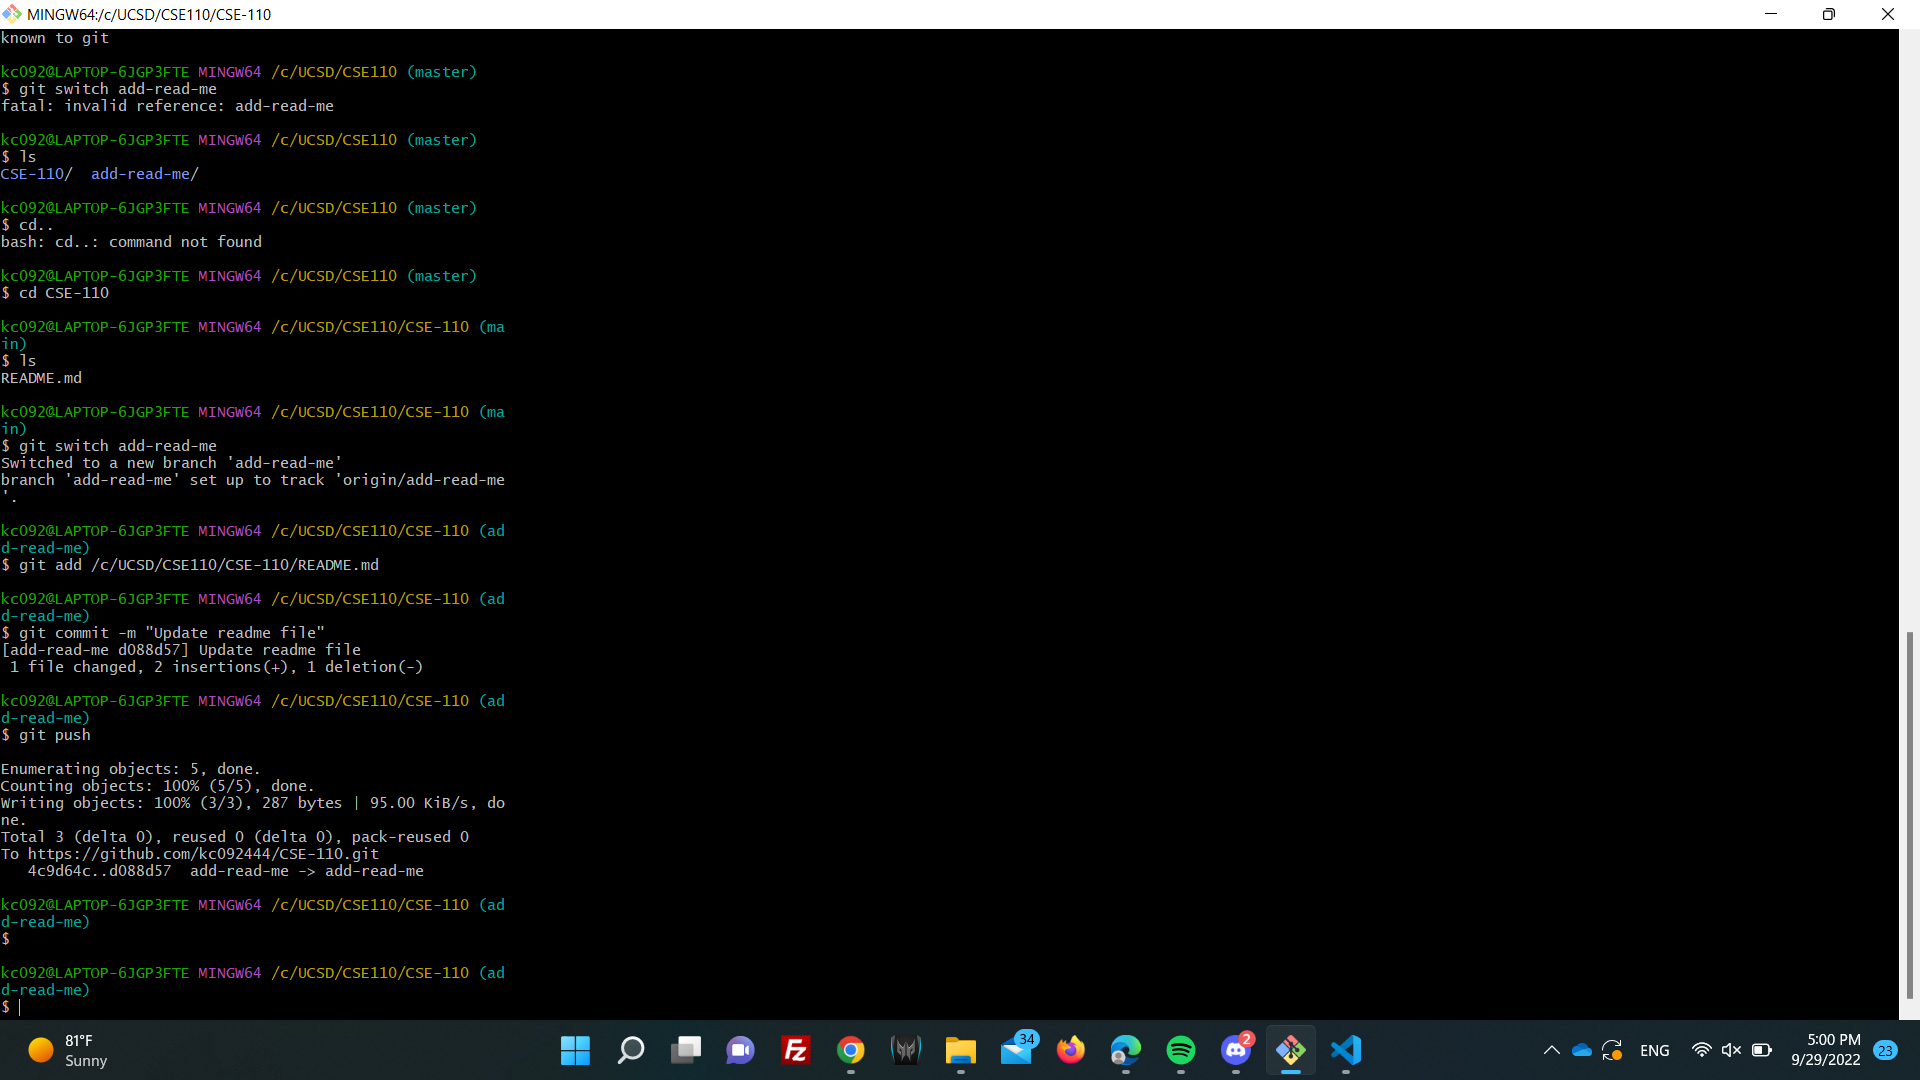 MINGW64:/c/UCSD/CSE110/CSE-110
known to git
kc092@LAPTOP-6JGP3FTE MINGW64 /c/UCSD/CSE110 (master)
$ git switch add-read-me
fatal: invalid reference: add-read-me
kc092@LAPTOP-6JGP3FTE MINGW64 /c/UCSD/CSE110 (master)
$ ls
CSE-110/  add-read-me/
kc092@LAPTOP-6JGP3FTE MINGW64 /c/UCSD/CSE110 (master)
$ cd..
bash: cd..: command not found
kc092@LAPTOP-6JGP3FTE MINGW64 /c/UCSD/CSE110 (master)
$ cd CSE-110
kc092@LAPTOP-6JGP3FTE MINGW64 /c/UCSD/CSE110/CSE-110 (ma
in)
$ ls
README.md
kc092@LAPTOP-6JGP3FTE MINGW64 /c/UCSD/CSE110/CSE-110 (ma
in)
$ git switch add-read-me
Switched to a new branch 'add-read-me'
branch 'add-read-me' set up to track 'origin/add-read-me
'.
kc092@LAPTOP-6JGP3FTE MINGW64 /c/UCSD/CSE110/CSE-110 (ad
d-read-me)
$ git add /c/UCSD/CSE110/CSE-110/README.md
kc092@LAPTOP-6JGP3FTE MINGW64 /c/UCSD/CSE110/CSE-110 (ad
d-read-me)
$ git commit -m "Update readme file"
[add-read-me d088d57] Update readme file
 1 file changed, 2 insertions(+), 1 deletion(-)
kc092@LAPTOP-6JGP3FTE MINGW64 /c/UCSD/CSE110/CSE-110 (ad
d-read-me)
$ git push
Enumerating objects: 5, done.
Counting objects: 100% (5/5), done.
Writing objects: 100% (3/3), 287 bytes | 95.00 KiB/s, do
ne.
Total 3 (delta 0), reused 0 (delta 0), pack-reused 0
To https://github.com/kc092444/CSE-110.git
   4c9d64c..d088d57  add-read-me -> add-read-me
kc092@LAPTOP-6JGP3FTE MINGW64 /c/UCSD/CSE110/CSE-110 (ad
d-read-me)
$
kc092@LAPTOP-6JGP3FTE MINGW64 /c/UCSD/CSE110/CSE-110 (ad
d-read-me)
$
81°F
Sunny
Fz
34
2
ENG
5:00 PM
9/29/2022
23